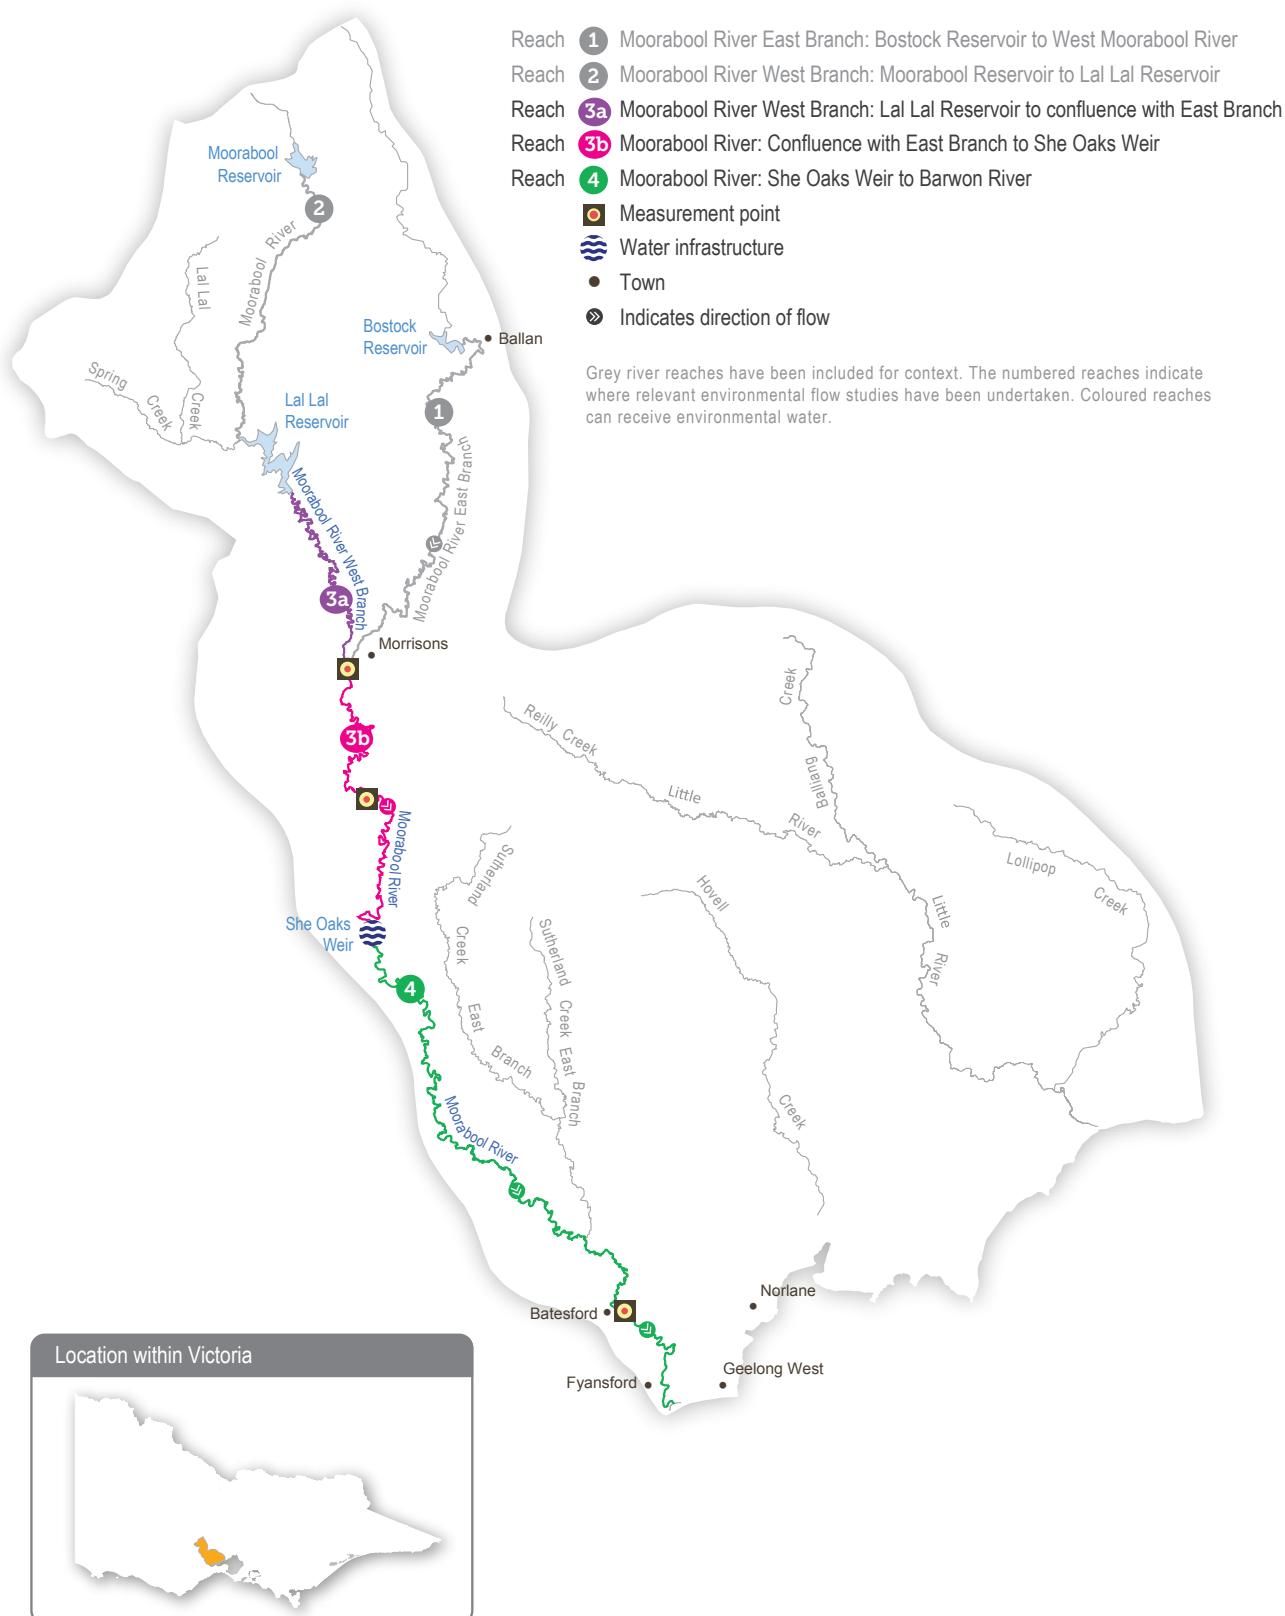 Reach 1 Moorabool River East Branch: Bostock Reservoir to West Moorabool River
Reach 2 Moorabool River West Branch: Moorabool Reservoir to Lal Lal Reservoir
Reach 3a Moorabool River West Branch: Lal Lal Reservoir to confluence with East Branch
Reach 3b Moorabool River: Confluence with East Branch to She Oaks Weir
Reach 4 Moorabool River: She Oaks Weir to Barwon River
Measurement point
Water infrastructure
Town
Indicates direction of flow
Grey river reaches have been included for context. The numbered reaches indicate
where relevant environmental flow studies have been undertaken. Coloured reaches
can receive environmental water.
Moorabool
Reservoir
2
Moorabool River
Lal Lal
Creek
Spring
Creek
Bostock
Reservoir
Ballan
Lal Lal
Reservoir
1
Moorabool River East Branch
Moorabool River West Branch
3a
Morrisons
3b
Moorabool River
She Oaks
Weir
4
Moorabool River
Reilly Creek
Little
River
Creek
Balliang
Little
River
Lollipop
Creek
Sutherland
Creek
East
Branch
Sutherland Creek East Branch
Hovell
Creek
Batesford
Norlane
Fyansford
Geelong West
Location within Victoria